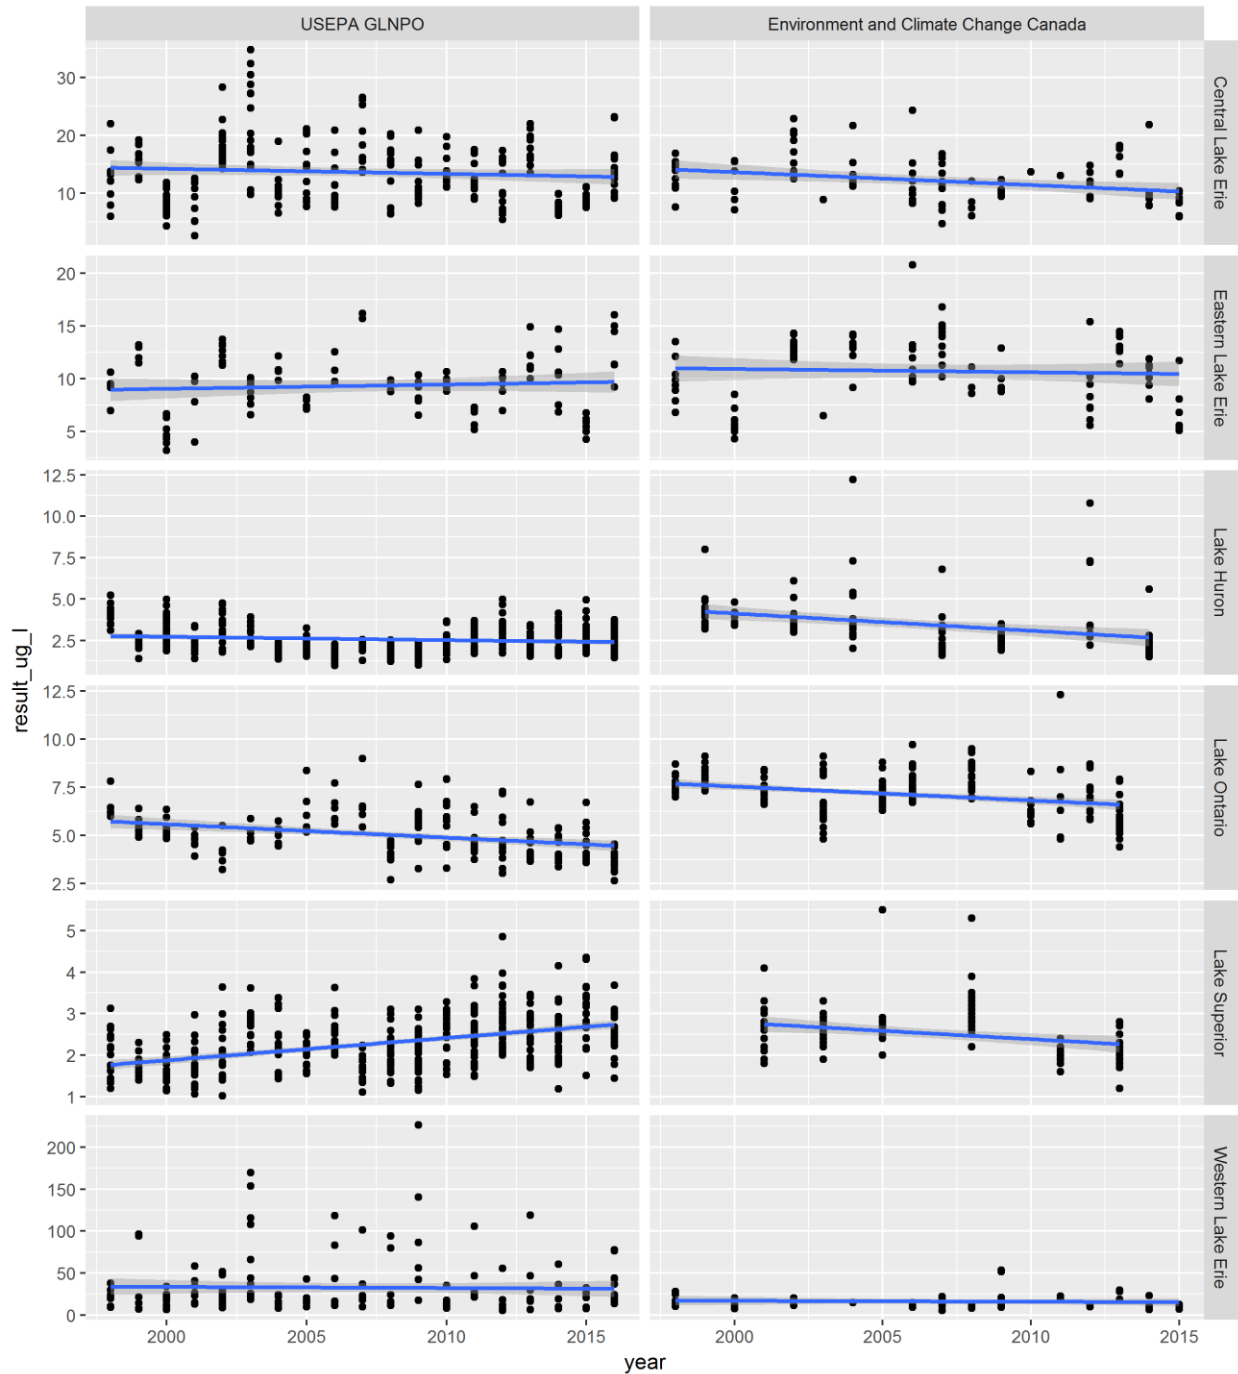 USEPA GLNPO
Environment and Climate Change Canada
30
20
10
Central Lake Erie
20
15
10
5
Eastern Lake Erie
12.5
10.0
7.5
5.0
2.5
Lake Huron
12.5
10.0
7.5
5.0
2.5
Lake Ontario
5
4
3
2
1
Lake Superior
200
150
100
50
0
Western Lake Erie
result_ug_l
2000 2005 2010 2015
2000 2005 2010 2015
year